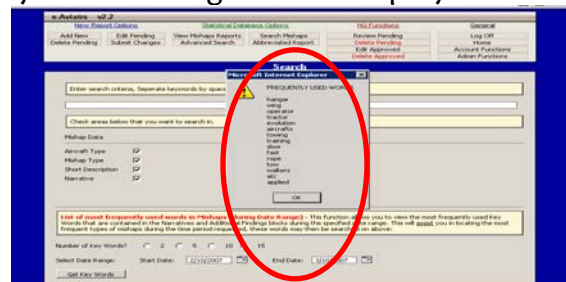 e-Aviatrs v2.2
New Report Options Statistical Database Options HQ Functions General
Add New Edit Pending View Mishaps Reports Search Mishaps Review Pending Log Off
Delete Pending Submit Changes Advanced Search Abbreviated Report Delete Pending Home
Edit Approved Account Functions
Delete Approved Admin Functions
Search
Microsoft Internet Explorer
Enter search criteria, Seperate keywords by space
FREQUENTLY USED WORDS
hangar
wing
operator
tractor
evolution
aircrafts
towing
training
door
feet
rope
tow
walkers
atc
applied
OK
Check areas below that you want to search in.
Mishap Data
Aircraft Type
Mishap Type
Short Description
Narrative
List of most frequently used words in Mishaps (During Date Range) - This function allows you to view the most frequently used Key
Words that are contained in the Narratives and Additional Findings blocks during the specified date range. This will assist you in locating the most
frequent types of mishaps during the time period requested, these words may then be searched on above:
Number of Key Words? 2 5 10 15
Select Date Range: Start Date: 2/10/2007 End Date:
Get Key Words